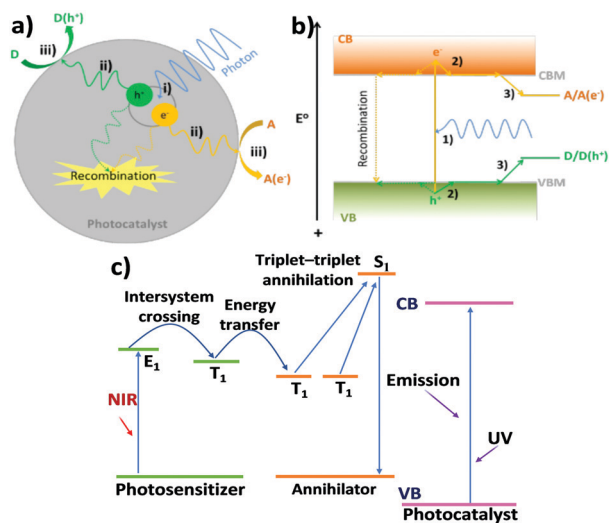 a)
D(h⁺)
D
iii)
ii)
i)
Photon
h⁺
e⁻
ii)
A
iii)
A(e⁻)
Recombination
Photocatalyst
b)
CB
e⁻
2)
CBM
3)
A/A(e⁻)
E⁰
Recombination
1)
3)
D/D(h⁺)
VBM
h⁺
2)
VB
+
c)
Triplet–triplet
annihilation
S₁
Intersystem
crossing
Energy
transfer
CB
E₁
T₁
T₁
T₁
NIR
Emission
UV
Photosensitizer
Annihilator
VB
Photocatalyst